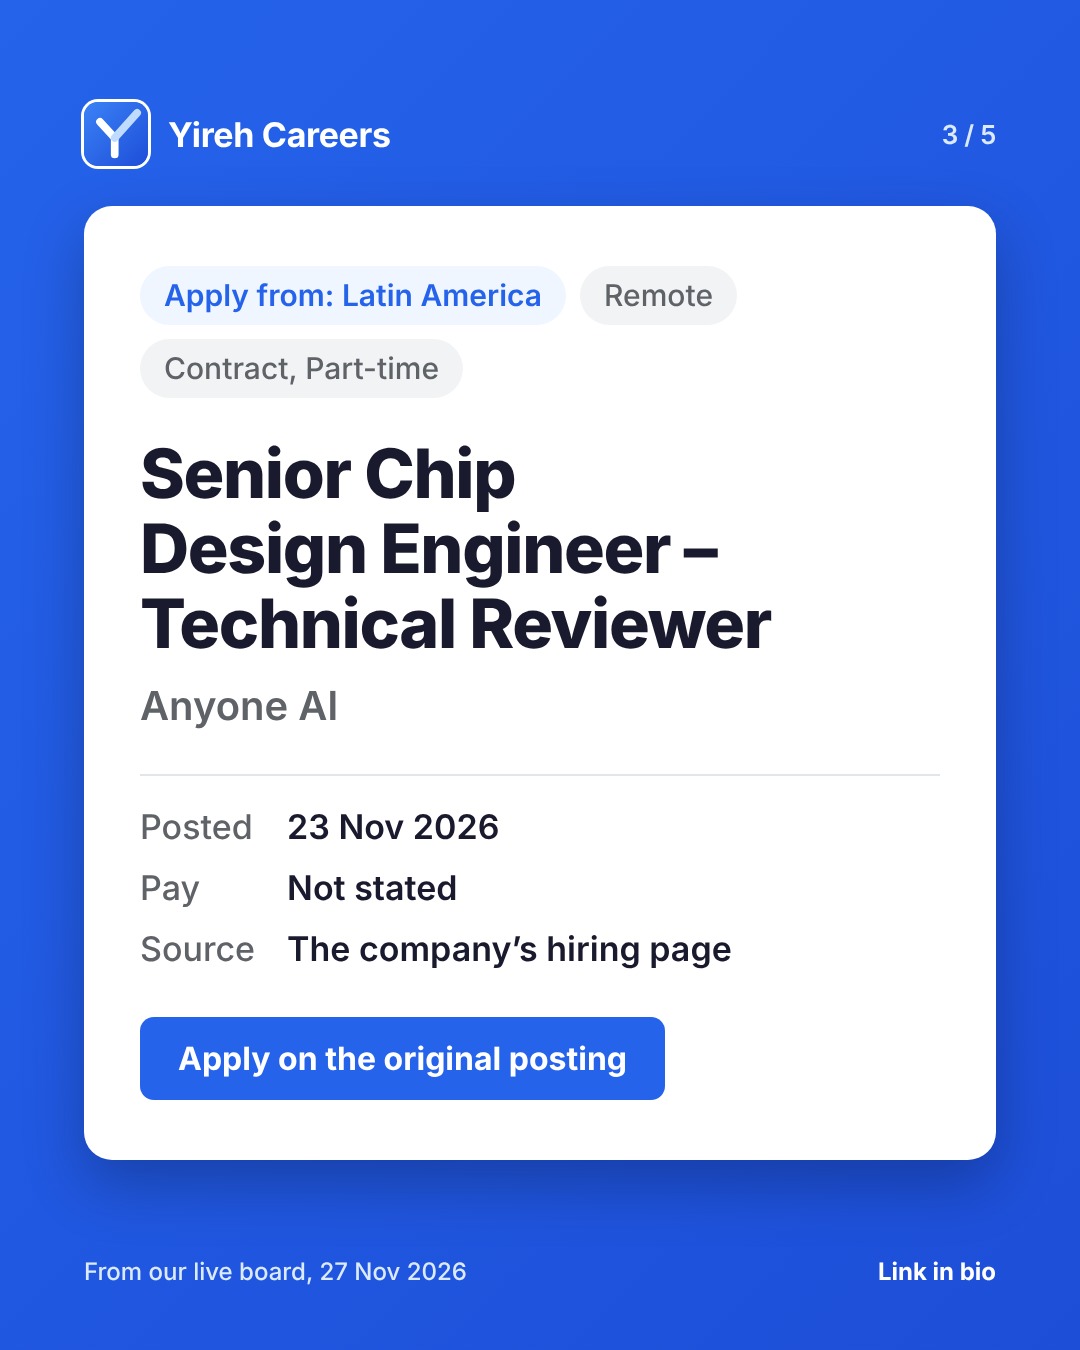 Yireh Careers
3 / 5
Apply from: Latin America
Remote
Contract, Part-time
Senior Chip
Design Engineer –
Technical Reviewer
Anyone AI
Posted 23 Nov 2026
Pay Not stated
Source The company’s hiring page
Apply on the original posting
From our live board, 27 Nov 2026
Link in bio